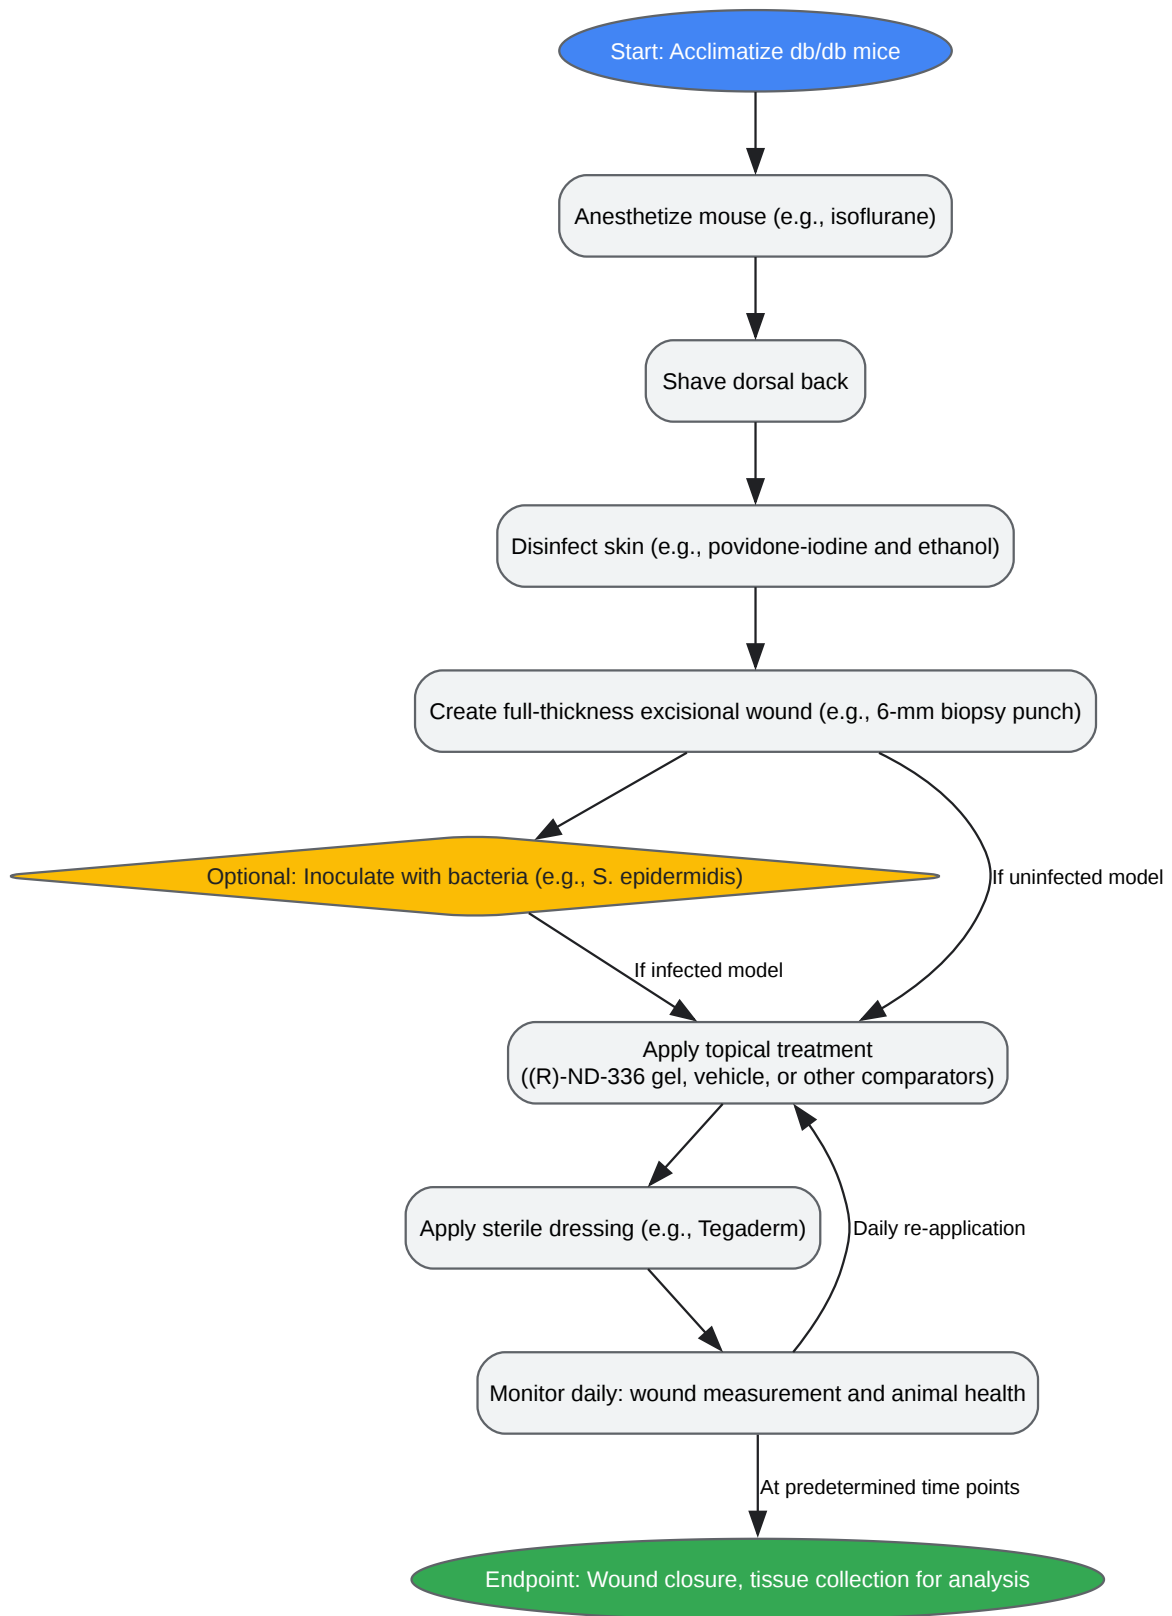 Start: Acclimatize db/db mice
Anesthetize mouse (e.g., isoflurane)
Shave dorsal back
Disinfect skin (e.g., povidone-iodine and ethanol)
Create full-thickness excisional wound (e.g., 6-mm biopsy punch)
Optional: Inoculate with bacteria (e.g., S. epidermidis)
If uninfected model
If infected model
Apply topical treatment
((R)-ND-336 gel, vehicle, or other comparators)
Apply sterile dressing (e.g., Tegaderm)
Daily re-application
Monitor daily: wound measurement and animal health
At predetermined time points
Endpoint: Wound closure, tissue collection for analysis